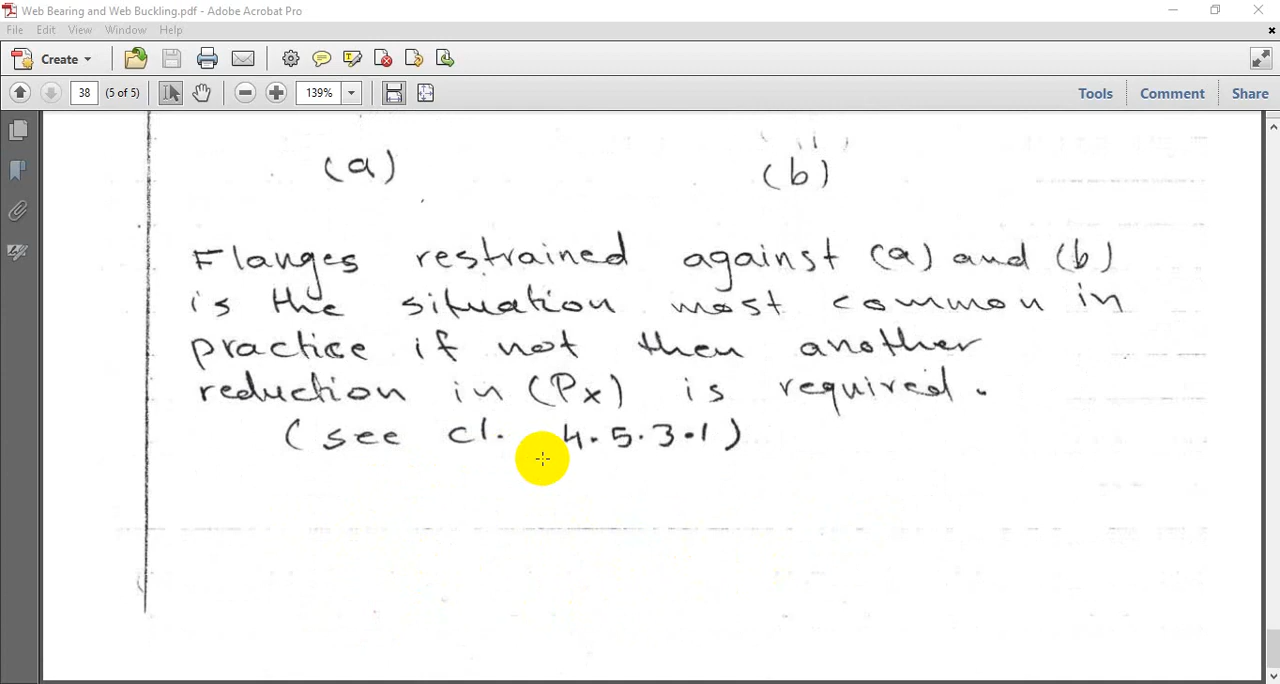 Web Bearing and Web Buckling.pdf - Adobe Acrobat Pro
File Edit View Window Help
Create
38 (5 of 5) 139% Tools Comment Share
(a) (b)
Flanges restrained against (a) and (b)
is the situation most common in
practice if not then another
reduction in (Px) is required.
(see cl. 4.5.3.1)